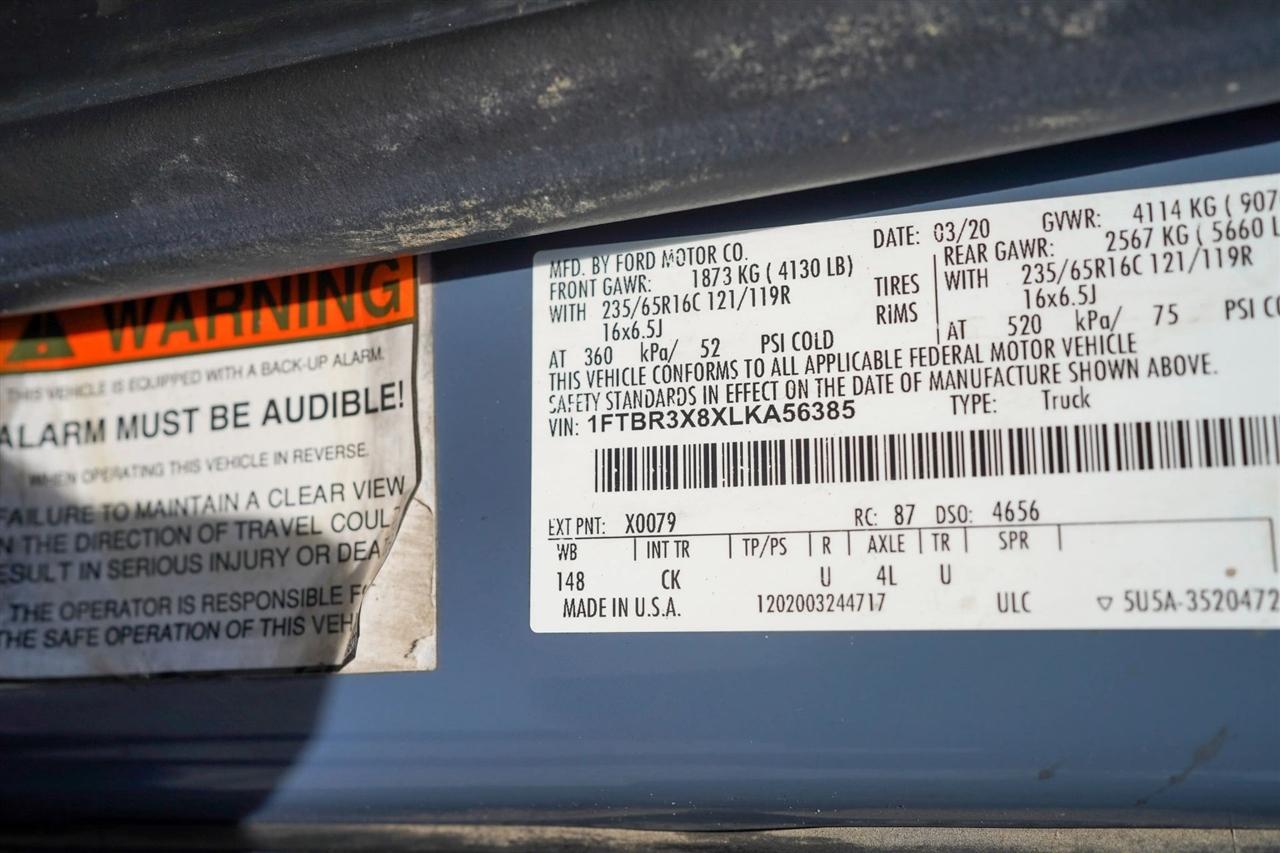 WARNING
THIS VEHICLE IS EQUIPPED WITH A BACK-UP ALARM.
ALARM MUST BE AUDIBLE!
WHEN OPERATING THIS VEHICLE IN REVERSE.
FAILURE TO MAINTAIN A CLEAR VIEW
N THE DIRECTION OF TRAVEL COUL
ESULT IN SERIOUS INJURY OR DEA
THE OPERATOR IS RESPONSIBLE F
THE SAFE OPERATION OF THIS VEH
MFD. BY FORD MOTOR CO. DATE: 03/20 GVWR: 4114 KG ( 907
FRONT GAWR: 1873 KG ( 4130 LB) REAR GAWR: 2567 KG ( 5660 L
WITH 235/65R16C 121/119R TIRES WITH 235/65R16C 121/119R
16x6.5J RIMS 16x6.5J
AT 360 kPa/ 52 PSI COLD AT 520 kPa/ 75 PSI C
THIS VEHICLE CONFORMS TO ALL APPLICABLE FEDERAL MOTOR VEHICLE
SAFETY STANDARDS IN EFFECT ON THE DATE OF MANUFACTURE SHOWN ABOVE.
VIN: 1FTBR3X8XLKA56385 TYPE: Truck
EXT PNT: X0079 RC: 87 DSO: 4656
WB INT TR TP/PS R AXLE TR SPR
148 CK U 4L U
MADE IN U.S.A. 1202003244717 ULC ▽ 5U5A-3520472